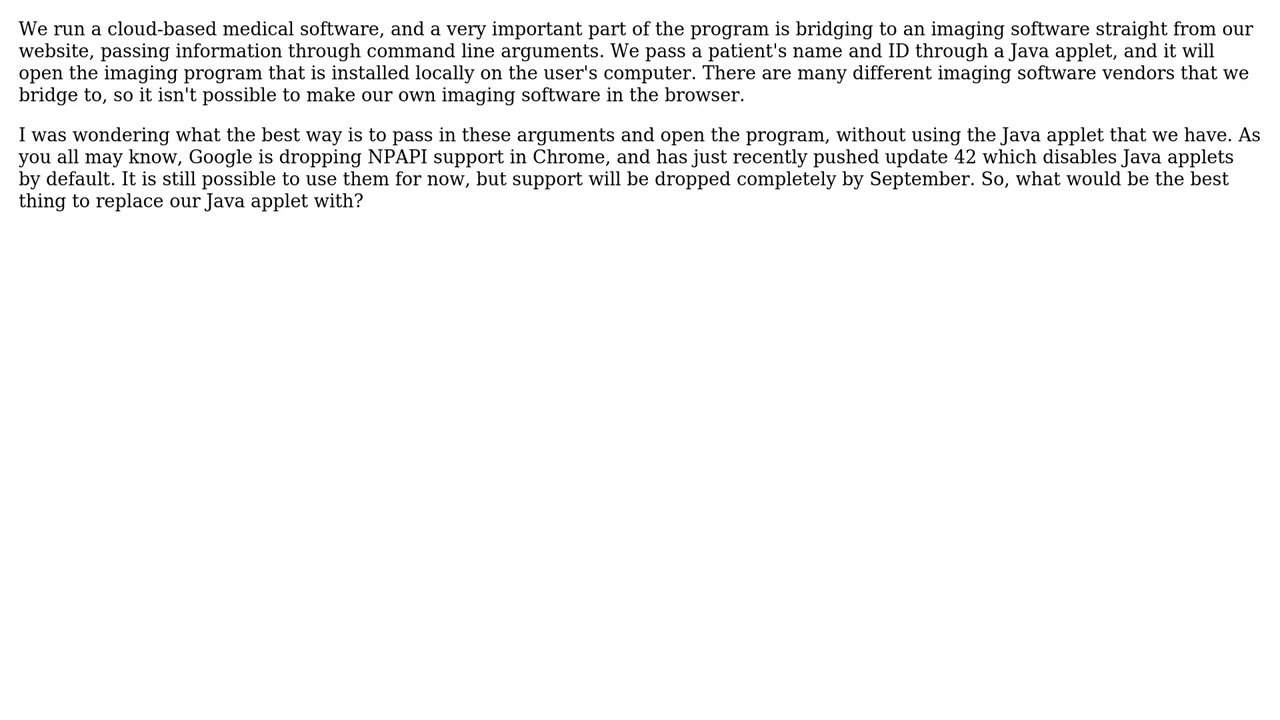 We run a cloud-based medical software, and a very important part of the program is bridging to an imaging software straight from our
website, passing information through command line arguments. We pass a patient's name and ID through a Java applet, and it will
open the imaging program that is installed locally on the user's computer. There are many different imaging software vendors that we
bridge to, so it isn't possible to make our own imaging software in the browser.
I was wondering what the best way is to pass in these arguments and open the program, without using the Java applet that we have. As
you all may know, Google is dropping NPAPI support in Chrome, and has just recently pushed update 42 which disables Java applets
by default. It is still possible to use them for now, but support will be dropped completely by September. So, what would be the best
thing to replace our Java applet with?